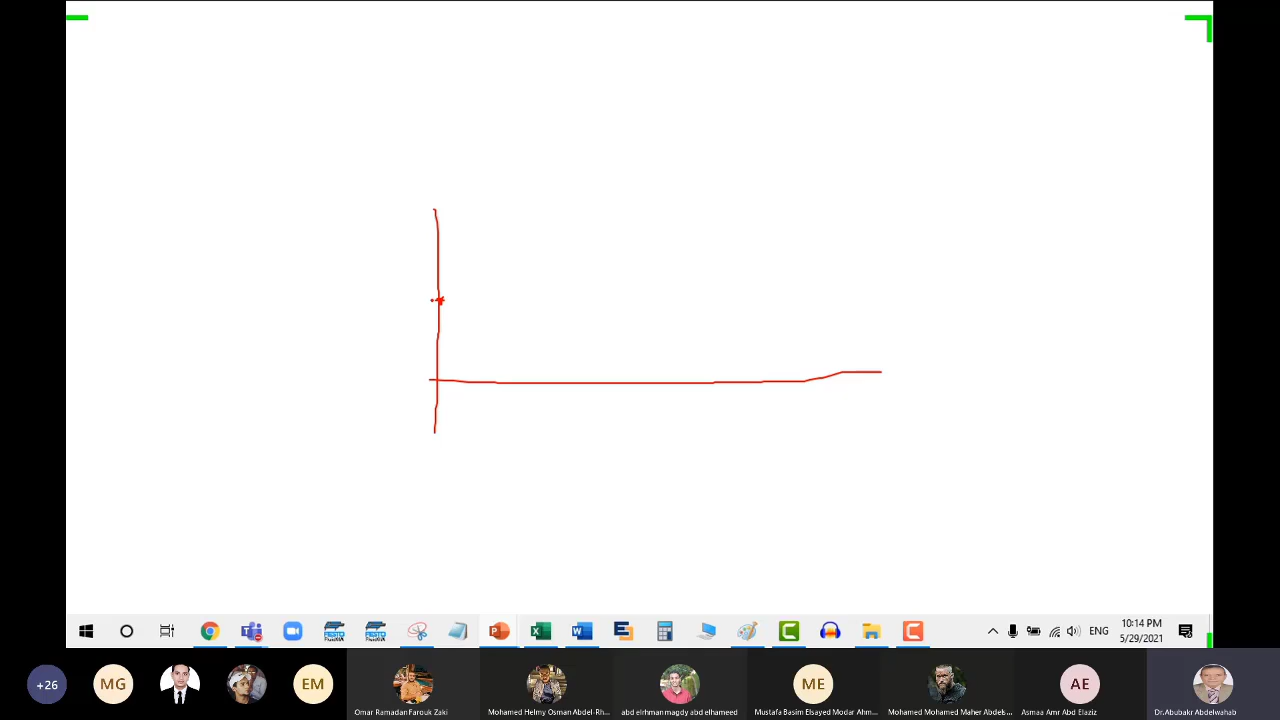 ENG
10:14 PM
5/29/2021
+26
MG
EM
ME
AE
Omar Ramadan Farouk Zaki
Mohamed Helmy Osman Abdel-Rh...
abd elrhman magdy abd elhameed
Mustafa Basim Elsayed Modar Ahm...
Mohamed Mohamed Maher Abdels...
Asmaa Amr Abd Elaziz
Dr.Abubakr Abdelwahab